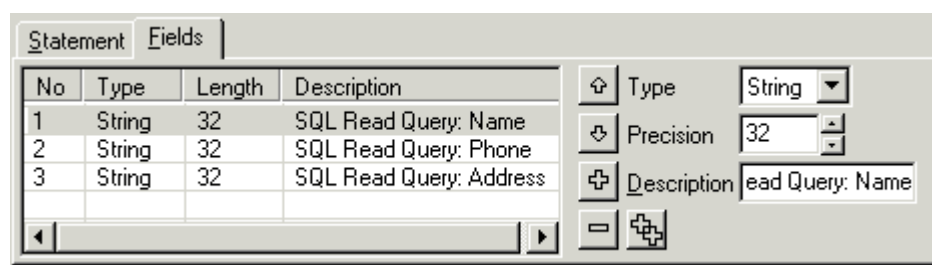 Statement Fields
No Type Length Description
1 String 32 SQL Read Query: Name
2 String 32 SQL Read Query: Phone
3 String 32 SQL Read Query: Address
Type String
Precision 32
Description ead Query: Name